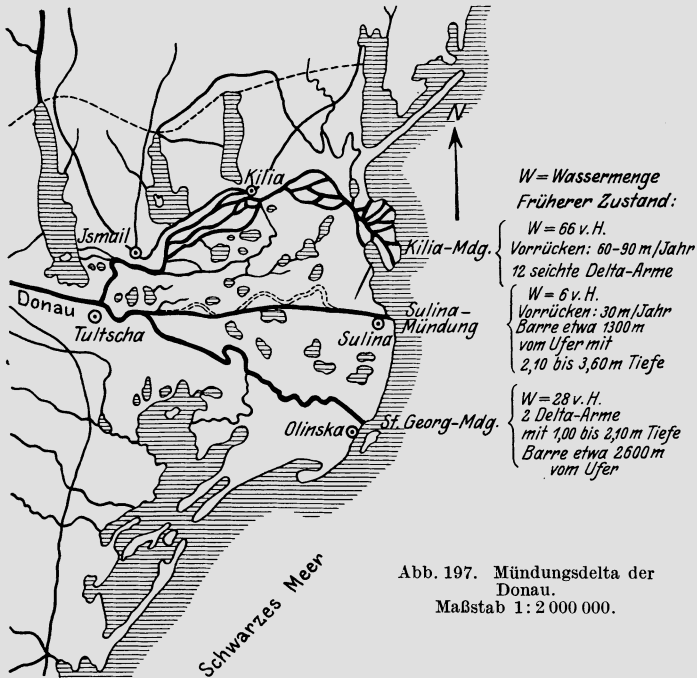 N
Kilia
Jsmail
Donau
Tultscha
Sulina
Olinska
Schwarzes Meer
W = Wassermenge
Früherer Zustand:
Kilia-Mdg.
W = 66 v. H.
Vorrücken: 60-90 m/Jahr
12 seichte Delta-Arme
Sulina-
Mündung
W = 6 v. H.
Vorrücken: 30 m/Jahr
Barre etwa 1300 m
vom Ufer mit
2,10 bis 3,60 m Tiefe
St. Georg-Mdg.
W = 28 v. H.
2 Delta-Arme
mit 1,00 bis 2,10 m Tiefe
Barre etwa 2600 m
vom Ufer
Abb. 197. Mündungsdelta der
Donau.
Maßstab 1 : 2 000 000.